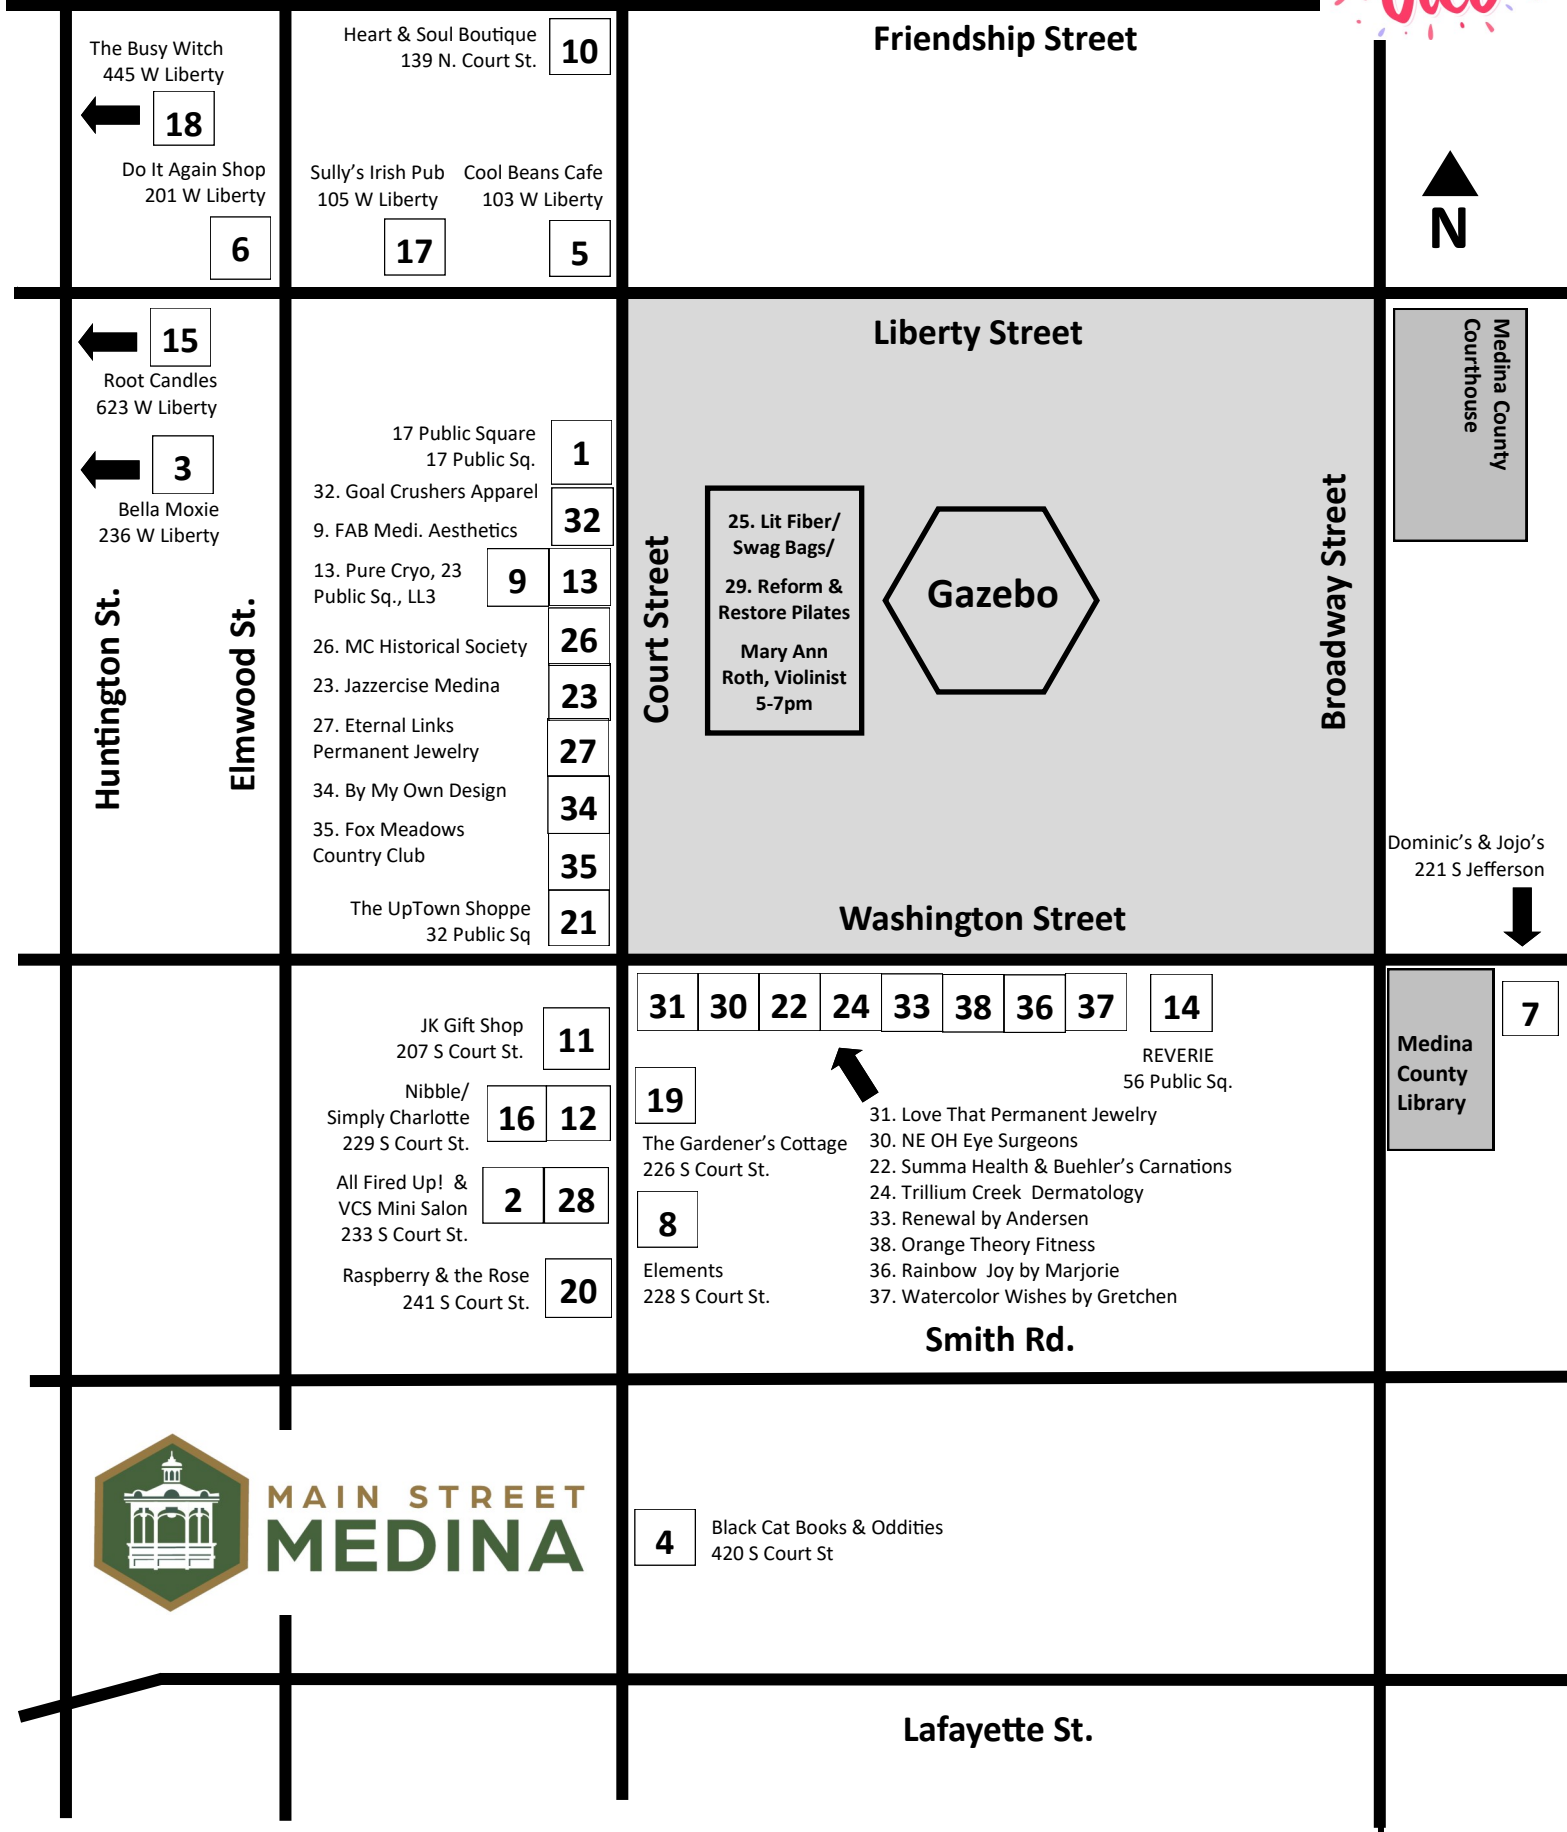 Friendship Street
The Busy Witch
445 W Liberty
18
Heart & Soul Boutique
139 N. Court St.
10
Do It Again Shop
201 W Liberty
6
Sully's Irish Pub
105 W Liberty
17
Cool Beans Cafe
103 W Liberty
5
N
Liberty Street
15
Root Candles
623 W Liberty
3
Bella Moxie
236 W Liberty
Huntington St.
Elmwood St.
17 Public Square
17 Public Sq.
1
32. Goal Crushers Apparel
32
9. FAB Medi. Aesthetics
13. Pure Cryo, 23
Public Sq., LL3
9
13
26. MC Historical Society
26
23. Jazzercise Medina
23
27. Eternal Links
Permanent Jewelry
27
34. By My Own Design
34
35. Fox Meadows
Country Club
35
The UpTown Shoppe
32 Public Sq
21
Court Street
25. Lit Fiber/
Swag Bags/
29. Reform &
Restore Pilates
Mary Ann
Roth, Violinist
5-7pm
Gazebo
Broadway Street
Medina County
Courthouse
Dominic's & Jojo's
221 S Jefferson
Washington Street
JK Gift Shop
207 S Court St.
11
Nibble/
Simply Charlotte
229 S Court St.
16
12
All Fired Up! &
VCS Mini Salon
233 S Court St.
2
28
Raspberry & the Rose
241 S Court St.
20
31
30
22
24
33
38
36
37
14
REVERIE
56 Public Sq.
19
The Gardener's Cottage
226 S Court St.
8
Elements
228 S Court St.
31. Love That Permanent Jewelry
30. NE OH Eye Surgeons
22. Summa Health & Buehler's Carnations
24. Trillium Creek Dermatology
33. Renewal by Andersen
38. Orange Theory Fitness
36. Rainbow Joy by Marjorie
37. Watercolor Wishes by Gretchen
Medina
County
Library
7
Smith Rd.
MAIN STREET
MEDINA
4
Black Cat Books & Oddities
420 S Court St
Lafayette St.